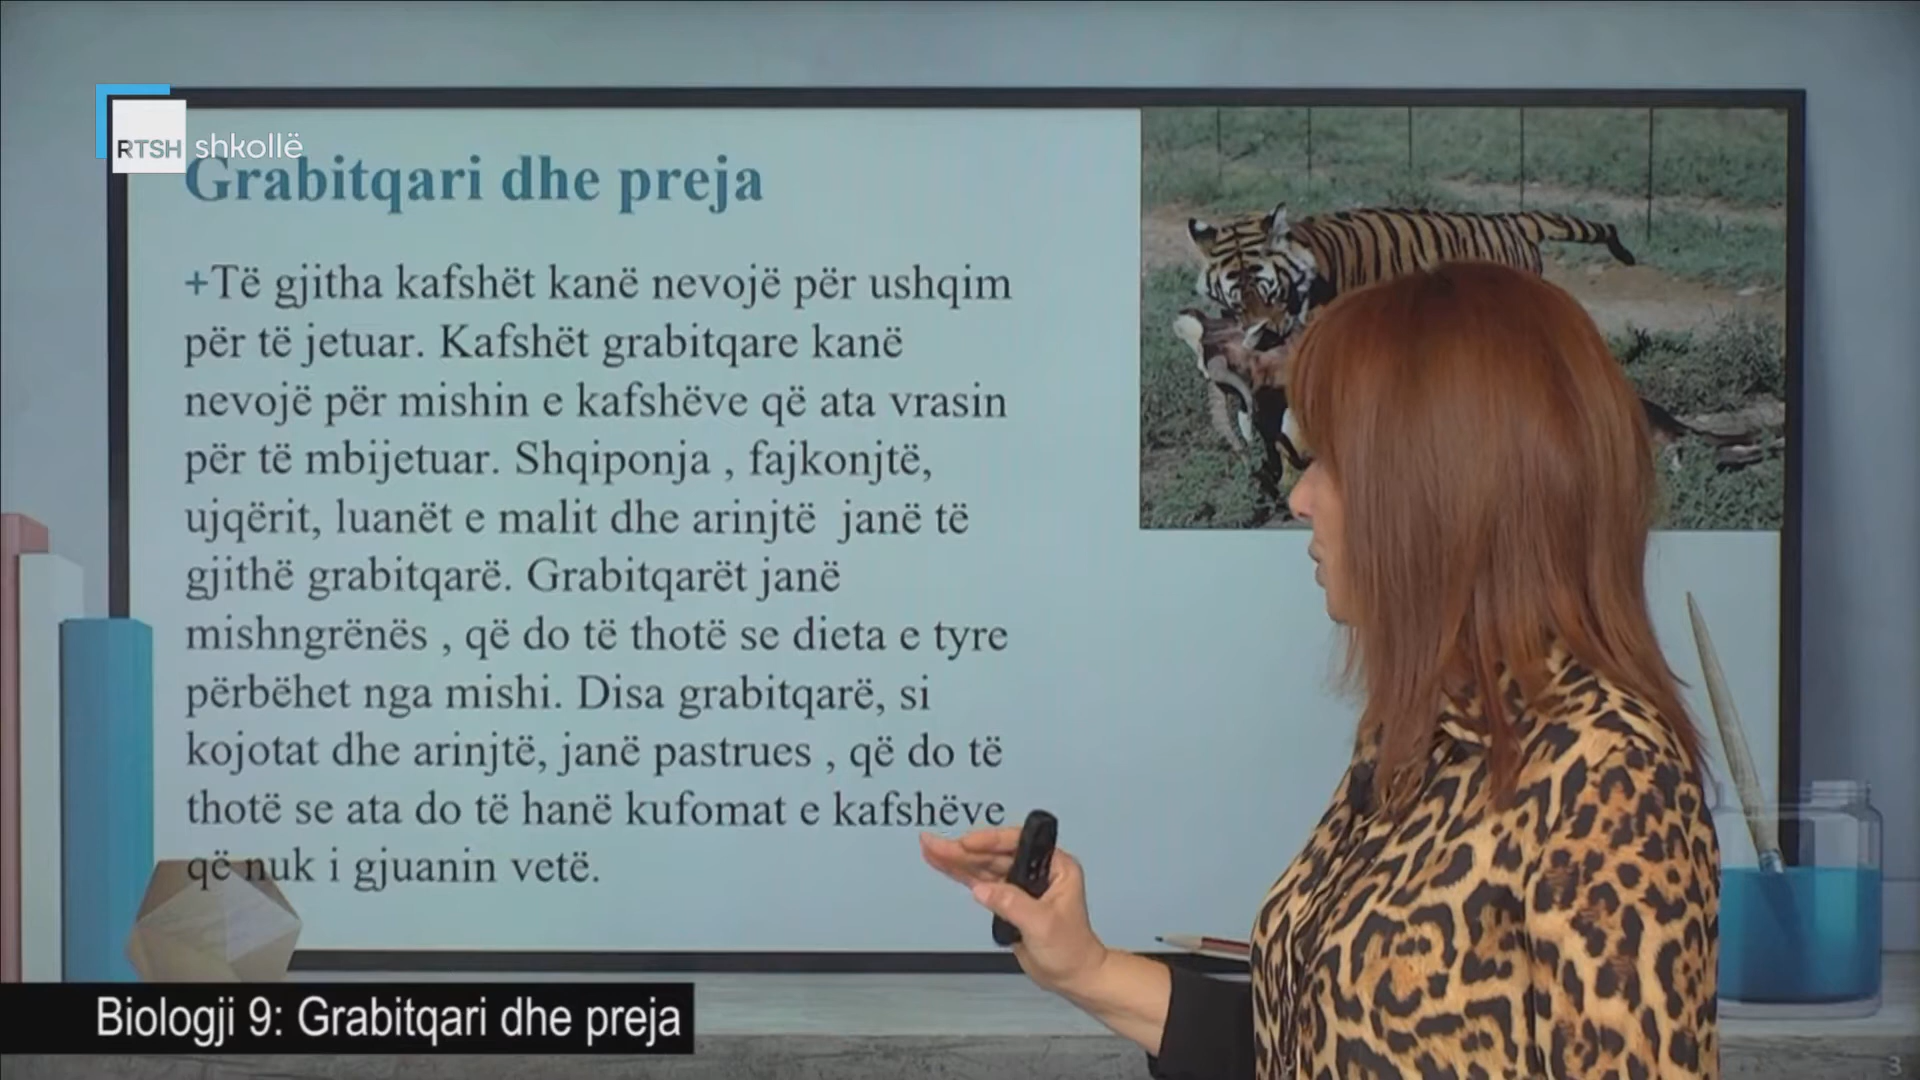 RTSH shkollë
Grabitqari dhe preja
+Të gjitha kafshët kanë nevojë për ushqim
për të jetuar. Kafshët grabitqare kanë
nevojë për mishin e kafshëve që ata vrasin
për të mbijetuar. Shqiponja , fajkonjtë,
ujqërit, luanët e malit dhe arinjtë janë të
gjithë grabitqarë. Grabitqarët janë
mishngrënës , që do të thotë se dieta e tyre
përbëhet nga mishi. Disa grabitqarë, si
kojotat dhe arinjtë, janë pastrues , që do të
thotë se ata do të hanë kufomat e kafshëve
që nuk i gjuanin vetë.
Biologji 9: Grabitqari dhe preja
3